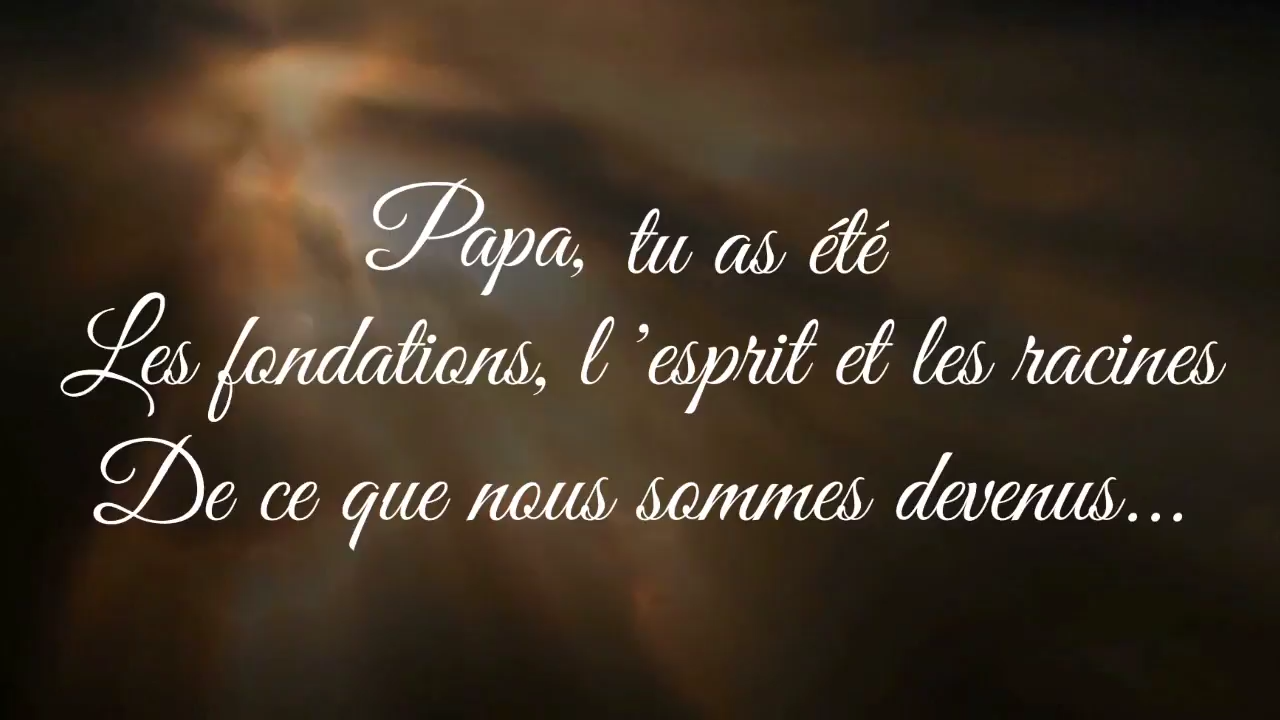 Papa, tu as été
Les fondations, l 'esprit et les racines
De ce que nous sommes devenus...